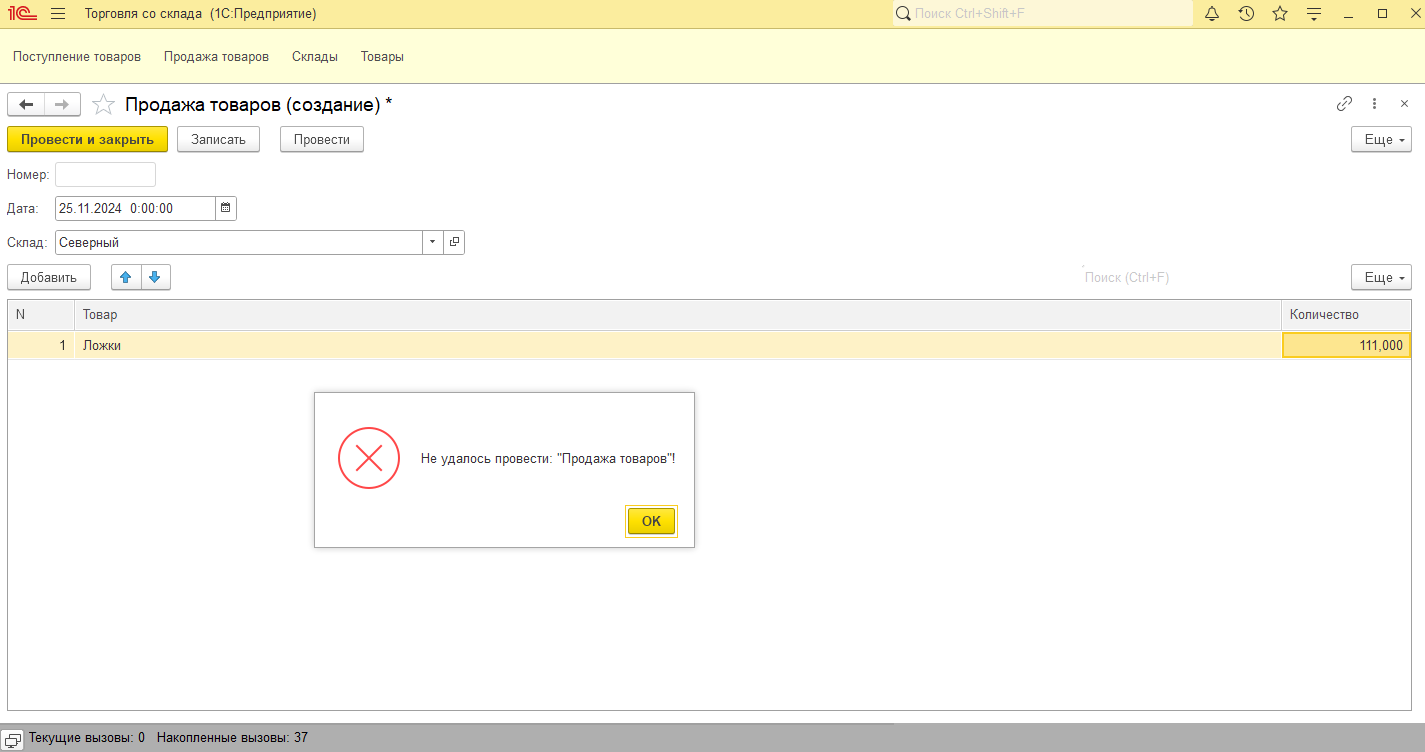 1С Торговля со склада (1С:Предприятие) Поиск Ctrl+Shift+F
Поступление товаров Продажа товаров Склады Товары
Продажа товаров (создание) *
Провести и закрыть Записать Провести Еще
Номер:
Дата: 25.11.2024 0:00:00
Склад: Северный
Добавить Поиск (Ctrl+F) Еще
N Товар Количество
1 Ложки 111,000
Не удалось провести: "Продажа товаров"!
ОК
Текущие вызовы: 0 Накопленные вызовы: 37